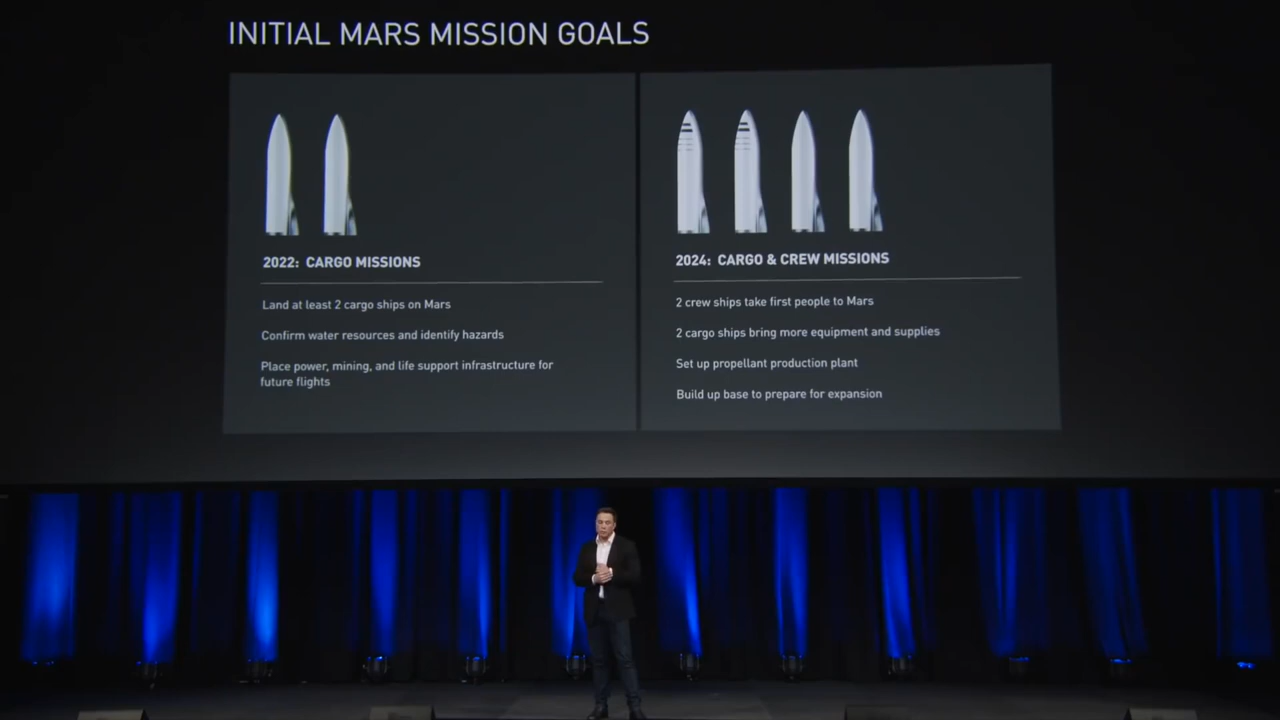 INITIAL MARS MISSION GOALS
2022: CARGO MISSIONS
Land at least 2 cargo ships on Mars
Confirm water resources and identify hazards
Place power, mining, and life support infrastructure for
future flights
2024: CARGO & CREW MISSIONS
2 crew ships take first people to Mars
2 cargo ships bring more equipment and supplies
Set up propellant production plant
Build up base to prepare for expansion